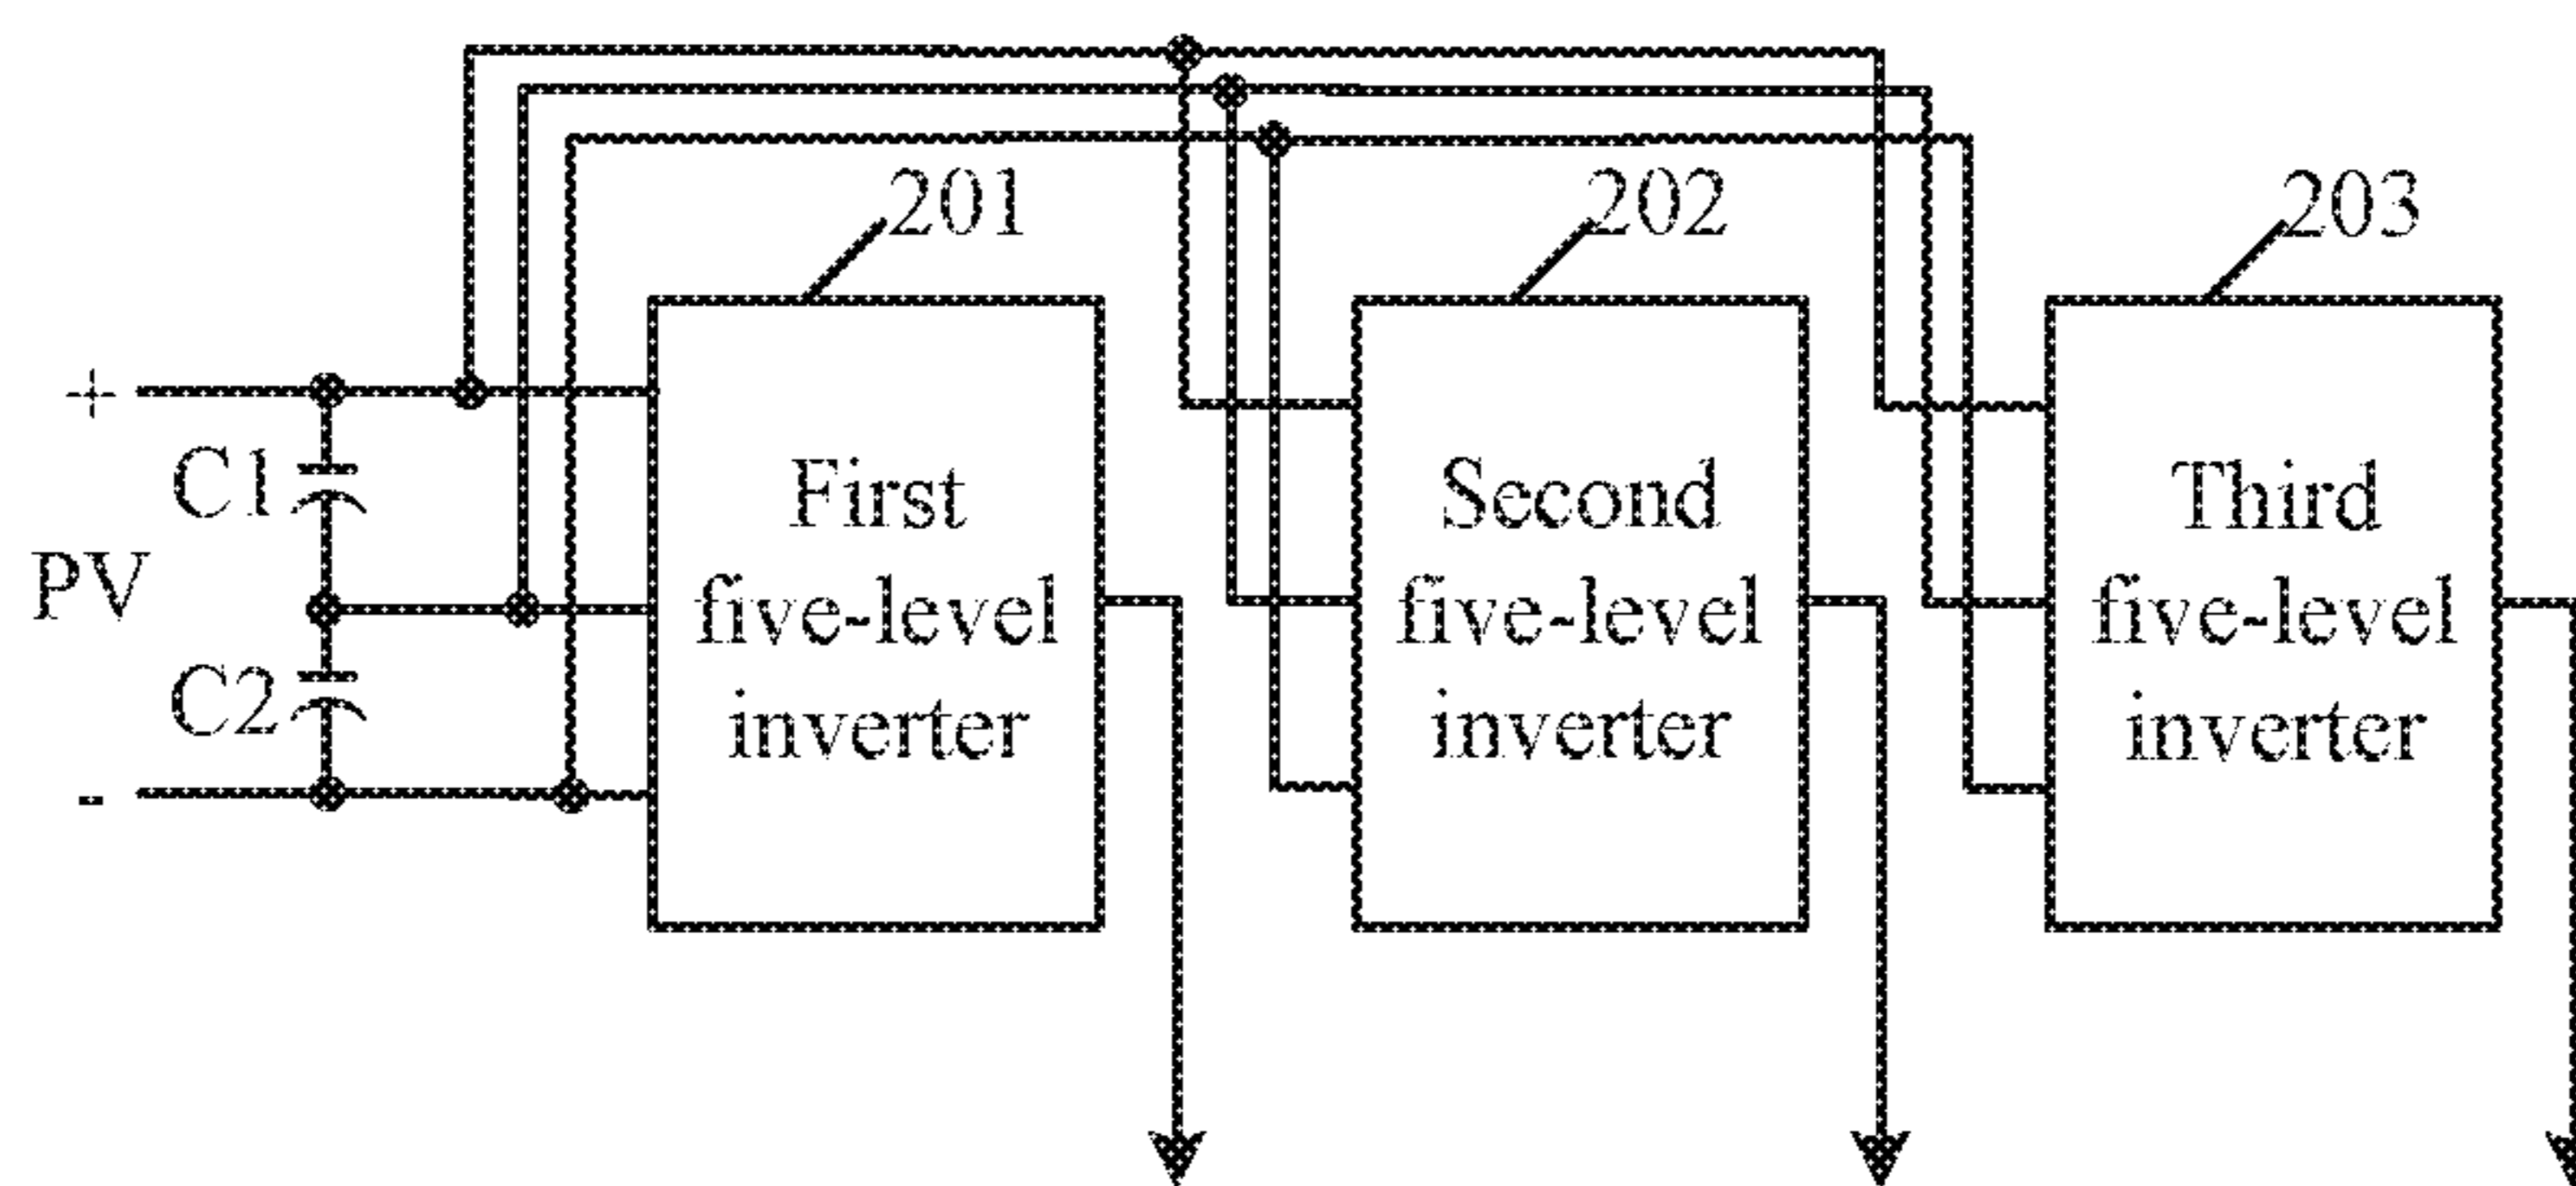 201
202
203
+
C1
PV
C2
-
First
five-level
inverter
Second
five-level
inverter
Third
five-level
inverter